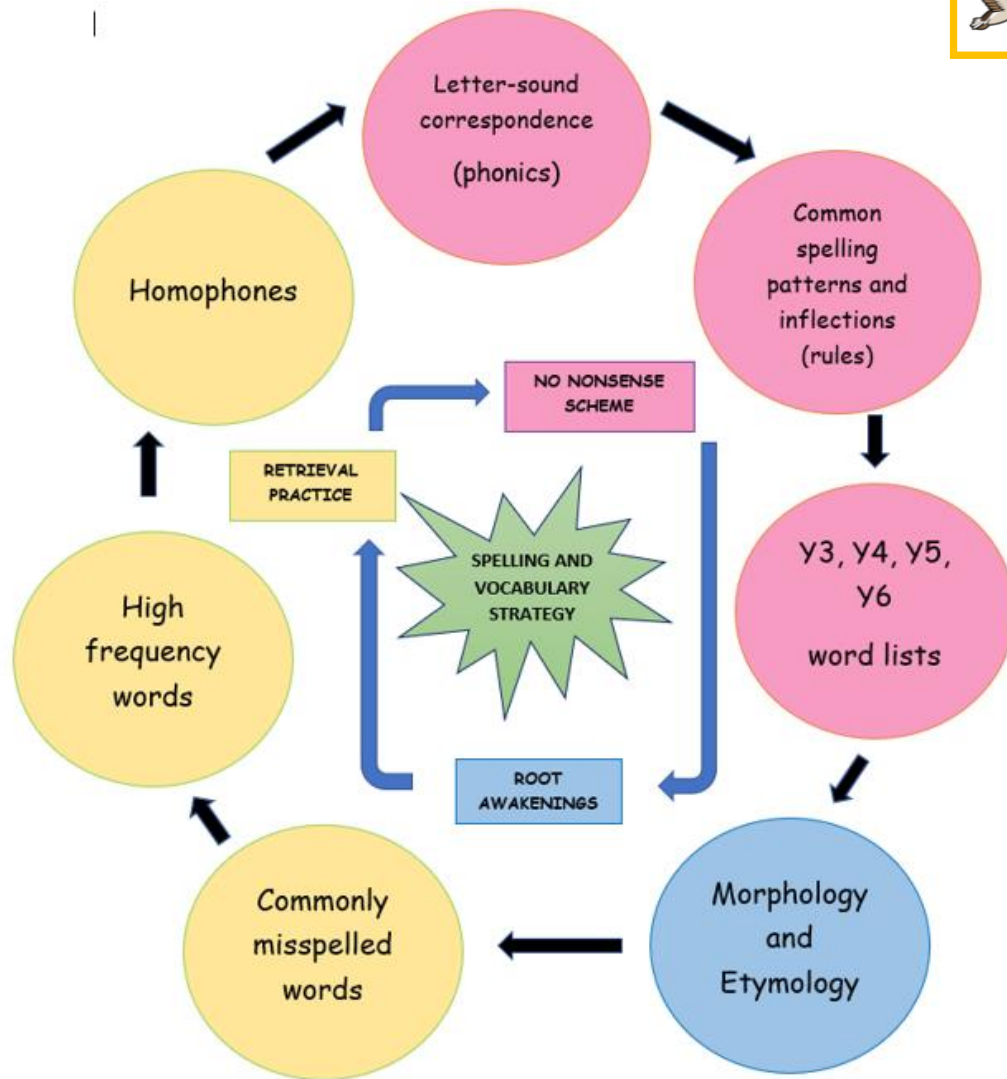 Letter-sound
correspondence
(phonics)
Common
spelling
patterns and
inflections
(rules)
Y3, Y4, Y5,
Y6
word lists
Morphology
and
Etymology
Commonly
misspelled
words
High
frequency
words
Homophones
NO NONSENSE
SCHEME
ROOT
AWAKENINGS
RETRIEVAL
PRACTICE
SPELLING AND
VOCABULARY
STRATEGY